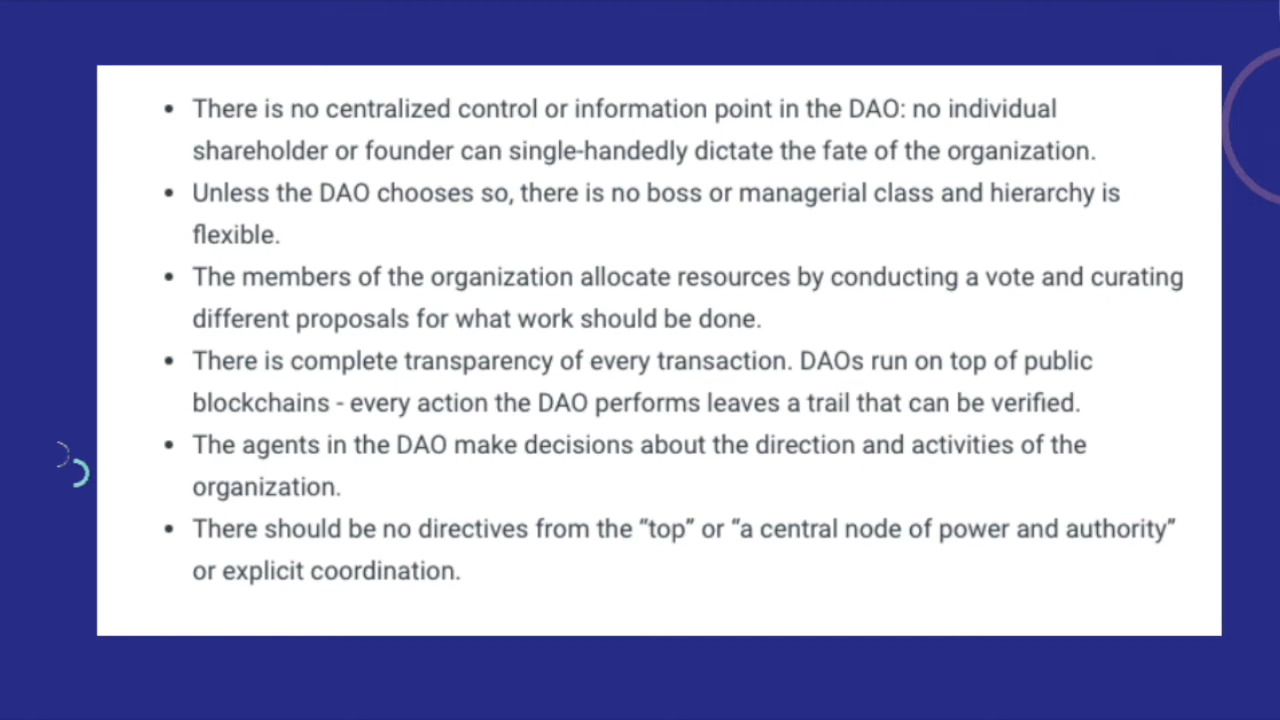 • There is no centralized control or information point in the DAO: no individual
shareholder or founder can single-handedly dictate the fate of the organization.
• Unless the DAO chooses so, there is no boss or managerial class and hierarchy is
flexible.
• The members of the organization allocate resources by conducting a vote and curating
different proposals for what work should be done.
• There is complete transparency of every transaction. DAOs run on top of public
blockchains - every action the DAO performs leaves a trail that can be verified.
• The agents in the DAO make decisions about the direction and activities of the
organization.
• There should be no directives from the “top” or “a central node of power and authority”
or explicit coordination.